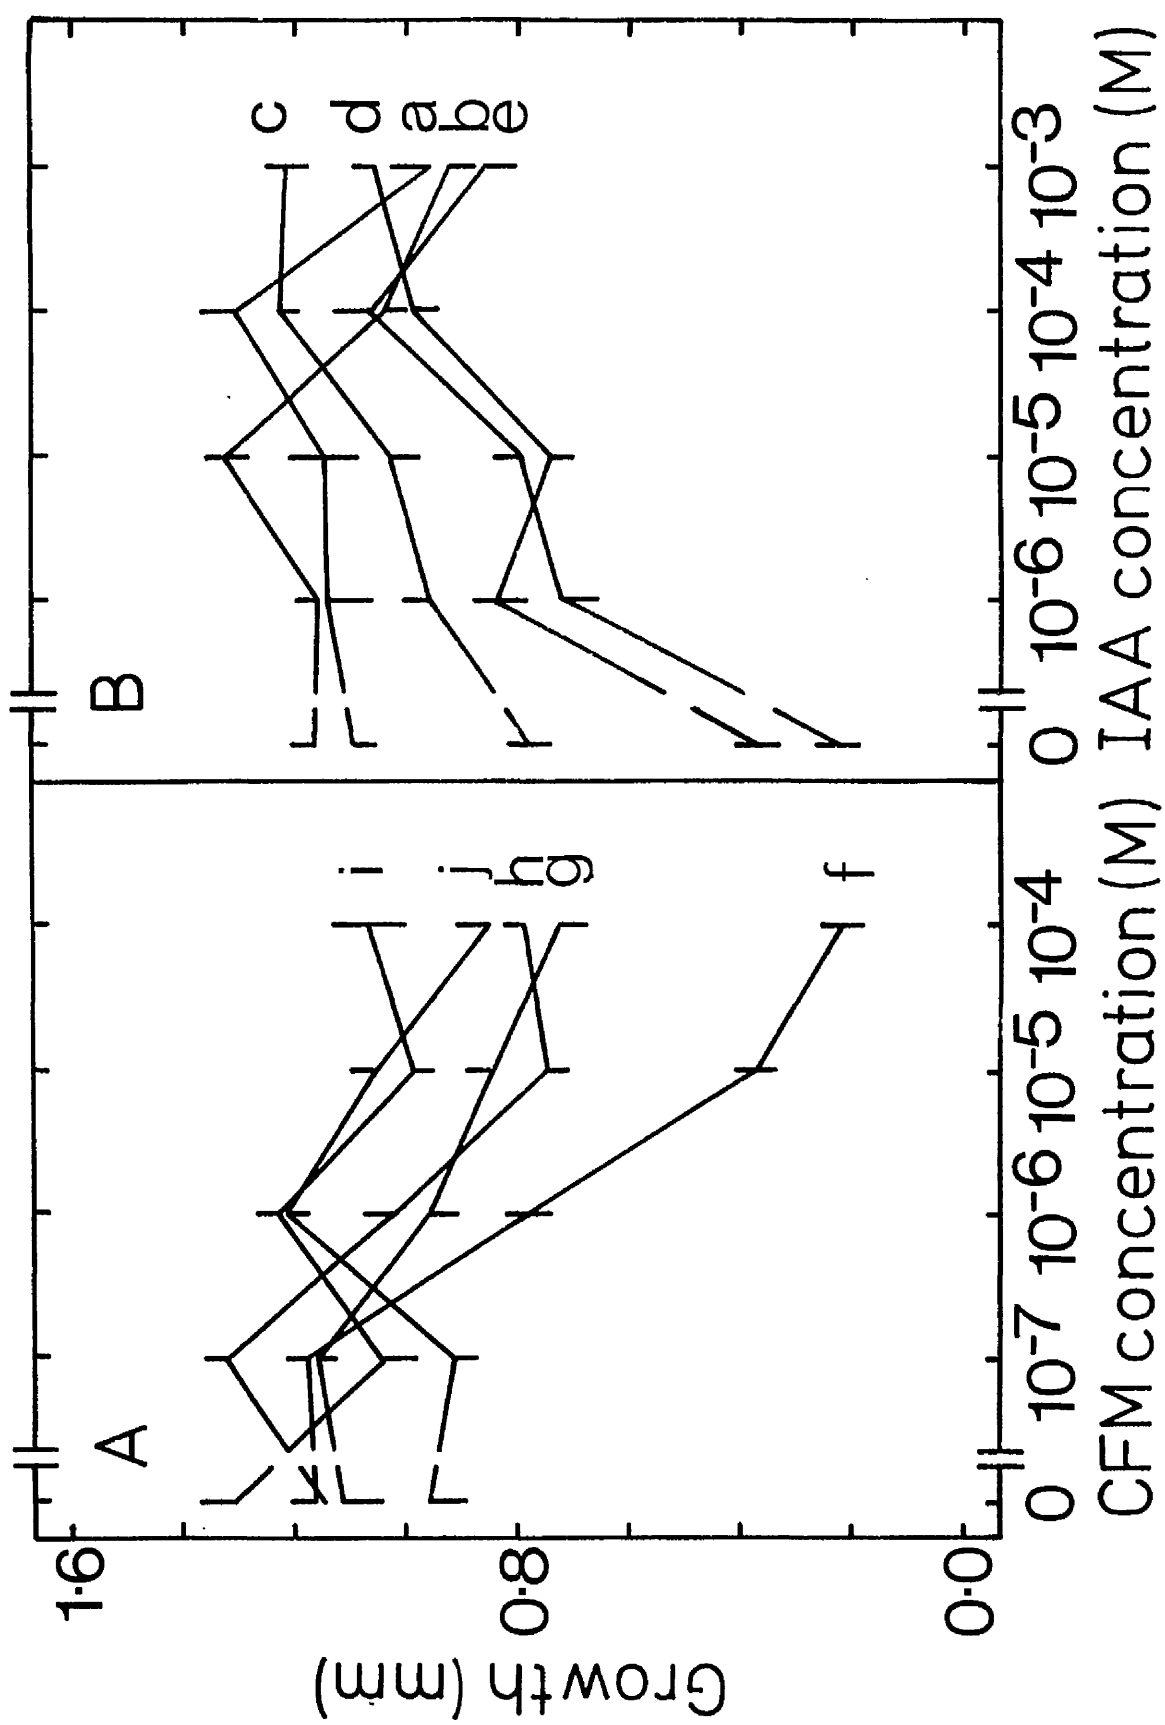 A
B
1·6
0·8
0·0
Growth (mm)
i
j
h
g
f
c
d
a
b
e
0 10⁻⁷ 10⁻⁶ 10⁻⁵ 10⁻⁴
0 10⁻⁶ 10⁻⁵ 10⁻⁴ 10⁻³
CFM concentration (M)
IAA concentration (M)